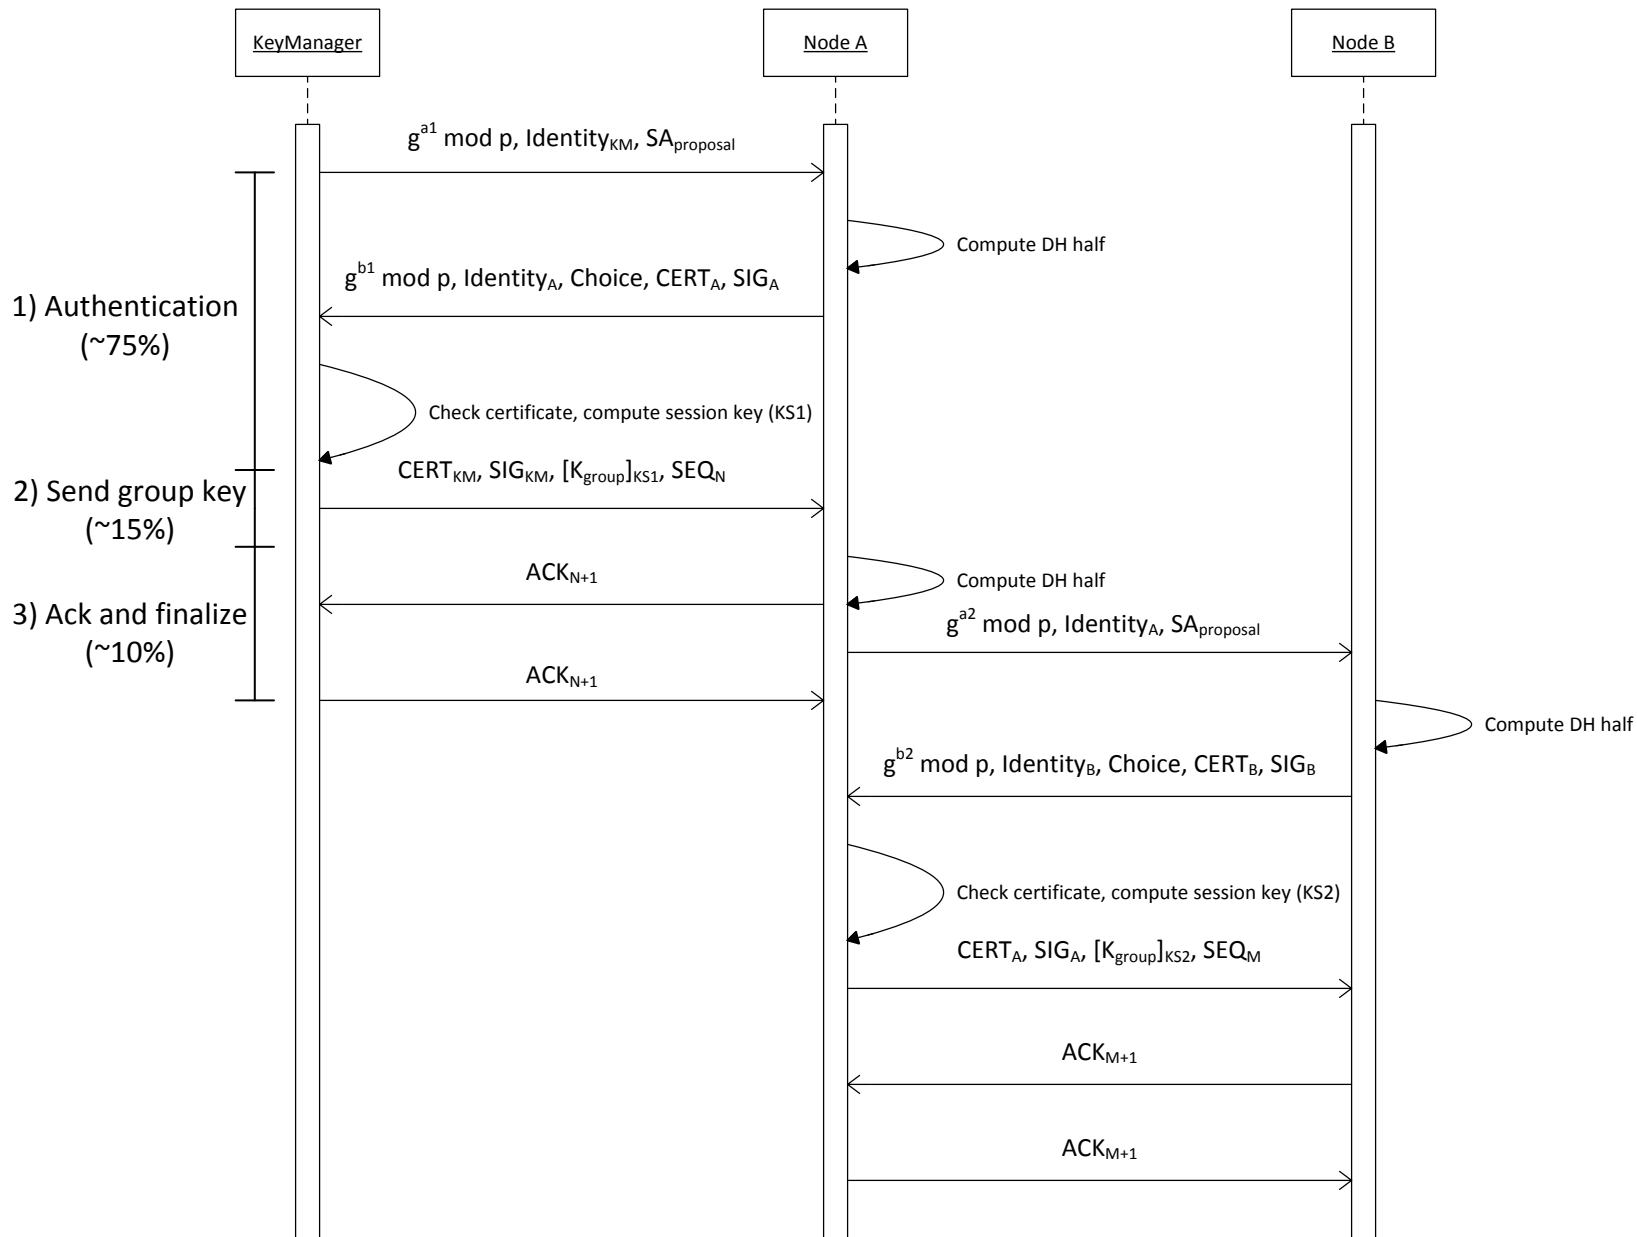 KeyManager
Node A
Node B
g^a1 mod p, Identity_KM, SA_proposal
Compute DH half
g^b1 mod p, Identity_A, Choice, CERT_A, SIG_A
1) Authentication
(~75%)
Check certificate, compute session key (KS1)
CERT_KM, SIG_KM, [K_group]_KS1, SEQ_N
2) Send group key
(~15%)
ACK_N+1
Compute DH half
3) Ack and finalize
(~10%)
g^a2 mod p, Identity_A, SA_proposal
ACK_N+1
Compute DH half
g^b2 mod p, Identity_B, Choice, CERT_B, SIG_B
Check certificate, compute session key (KS2)
CERT_A, SIG_A, [K_group]_KS2, SEQ_M
ACK_M+1
ACK_M+1